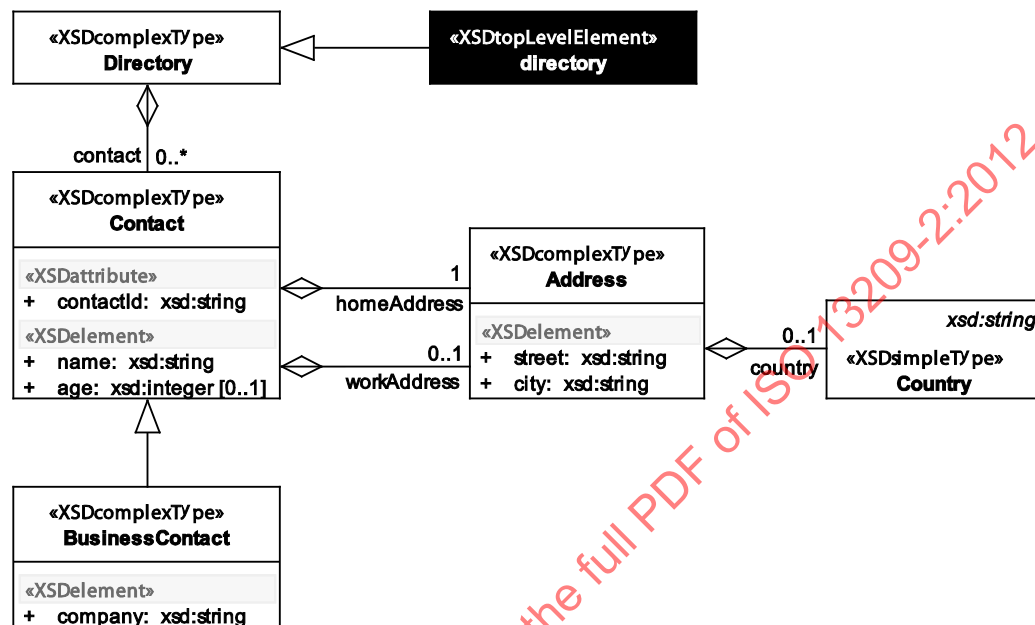 «XSDcomplexType»
Directory
«XSDtopLevelElement»
directory
contact 0..*
«XSDcomplexType»
Contact
«XSDattribute»
+ contactId: xsd:string
«XSDelement»
+ name: xsd:string
+ age: xsd:integer [0..1]
1
homeAddress
0..1
workAddress
«XSDcomplexType»
Address
«XSDelement»
+ street: xsd:string
+ city: xsd:string
0..1
country
xsd:string
«XSDsimpleType»
Country
«XSDcomplexType»
BusinessContact
«XSDelement»
+ company: xsd:string
the full PDF of ISO 13209-2:2012